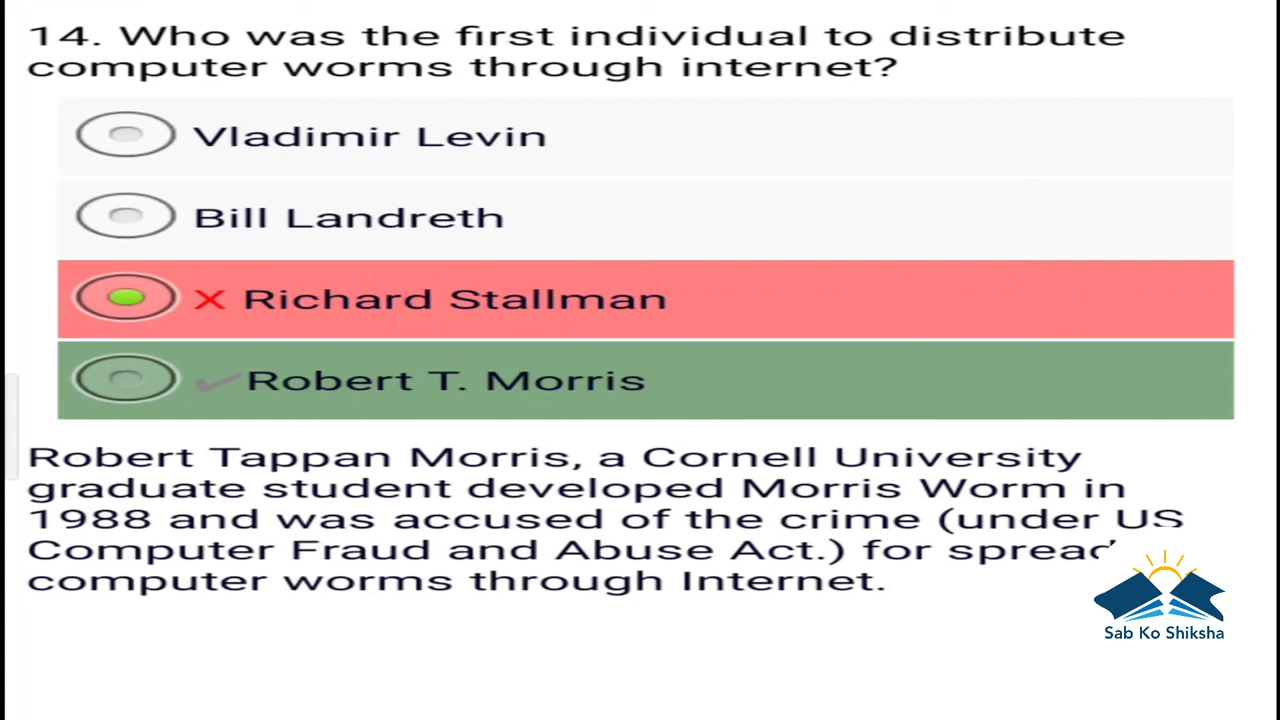 14. Who was the first individual to distribute
computer worms through internet?
Vladimir Levin
Bill Landreth
X Richard Stallman
✔Robert T. Morris
Robert Tappan Morris, a Cornell University
graduate student developed Morris Worm in
1988 and was accused of the crime (under US
Computer Fraud and Abuse Act.) for spread
computer worms through Internet.
Sab Ko Shiksha